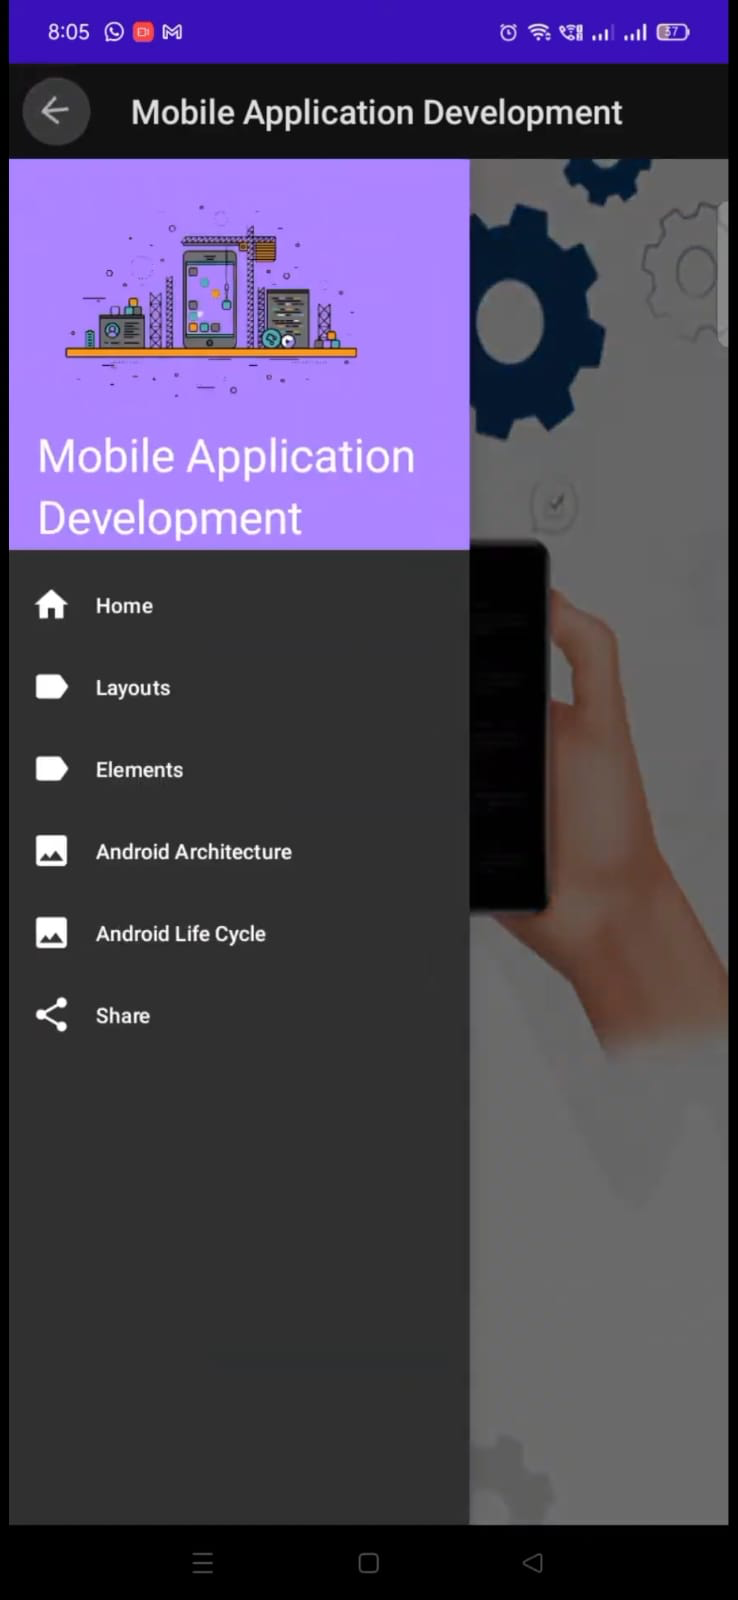 8:05
37
Mobile Application Development
Mobile Application
Development
Home
Layouts
Elements
Android Architecture
Android Life Cycle
Share